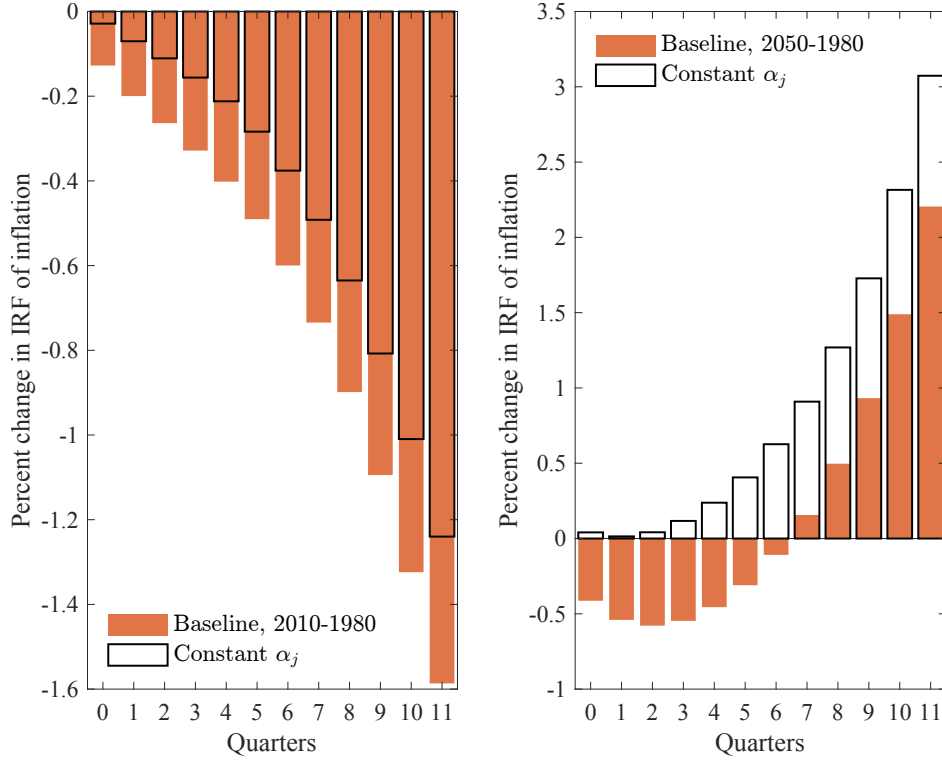 Percent change in IRF of inflation
0
-0.2
-0.4
-0.6
-0.8
-1
-1.2
-1.4
-1.6
Baseline, 2010-1980
Constant αj
0 1 2 3 4 5 6 7 8 9 10 11
Quarters
Percent change in IRF of inflation
3.5
3
2.5
2
1.5
1
0.5
0
-0.5
-1
Baseline, 2050-1980
Constant αj
0 1 2 3 4 5 6 7 8 9 10 11
Quarters